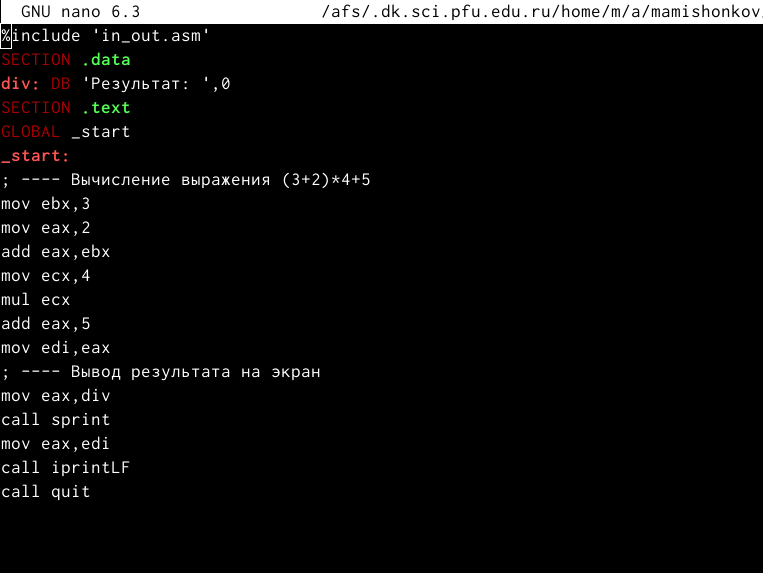 GNU nano 6.3 /afs/.dk.sci.pfu.edu.ru/home/m/a/mamishonkov
%include 'in_out.asm'
SECTION .data
div: DB 'Результат: ',0
SECTION .text
GLOBAL _start
_start:
; ---- Вычисление выражения (3+2)*4+5
mov ebx,3
mov eax,2
add eax,ebx
mov ecx,4
mul ecx
add eax,5
mov edi,eax
; ---- Вывод результата на экран
mov eax,div
call sprint
mov eax,edi
call iprintLF
call quit